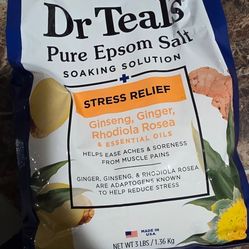 Dr Teal's
Pure Epsom Salt
SOAKING SOLUTION
+
STRESS RELIEF
Ginseng, Ginger,
Rhodiola Rosea
& ESSENTIAL OILS
HELPS EASE ACHES & SORENESS
FROM MUSCLE PAINS
GINGER, GINSENG, & RHODIOLA ROSEA
ARE ADAPTOGENS KNOWN
TO HELP REDUCE STRESS
MADE IN
USA
NET WT 3 LBS / 1.36 Kg